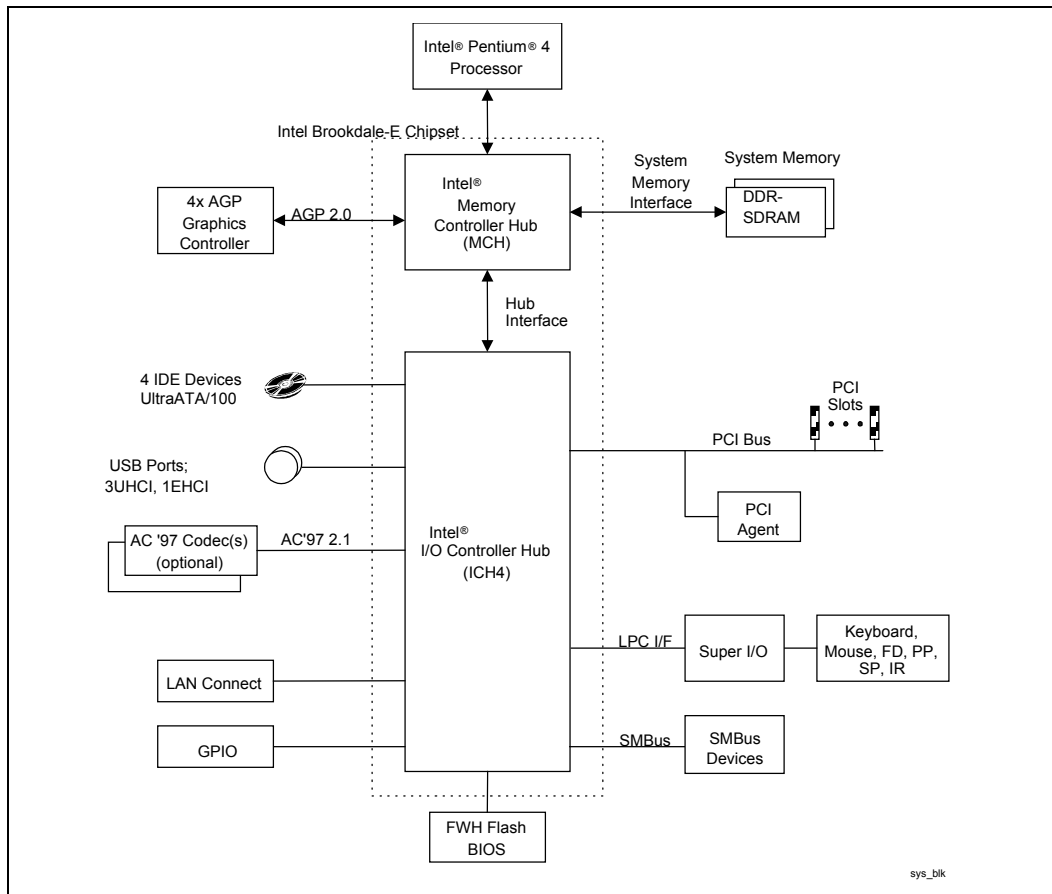 Intel® Pentium® 4
Processor
Intel Brookdale-E Chipset
4x AGP
Graphics
Controller
AGP 2.0
Intel®
Memory
Controller Hub
(MCH)
System
Memory
Interface
System Memory
DDR-
SDRAM
Hub
Interface
4 IDE Devices
UltraATA/100
USB Ports;
3UHCI, 1EHCI
AC '97 Codec(s)
(optional)
AC'97 2.1
Intel®
I/O Controller Hub
(ICH4)
PCI
Slots
PCI Bus
PCI
Agent
LPC I/F
Super I/O
Keyboard,
Mouse, FD, PP,
SP, IR
LAN Connect
GPIO
SMBus
SMBus
Devices
FWH Flash
BIOS
sys_blk